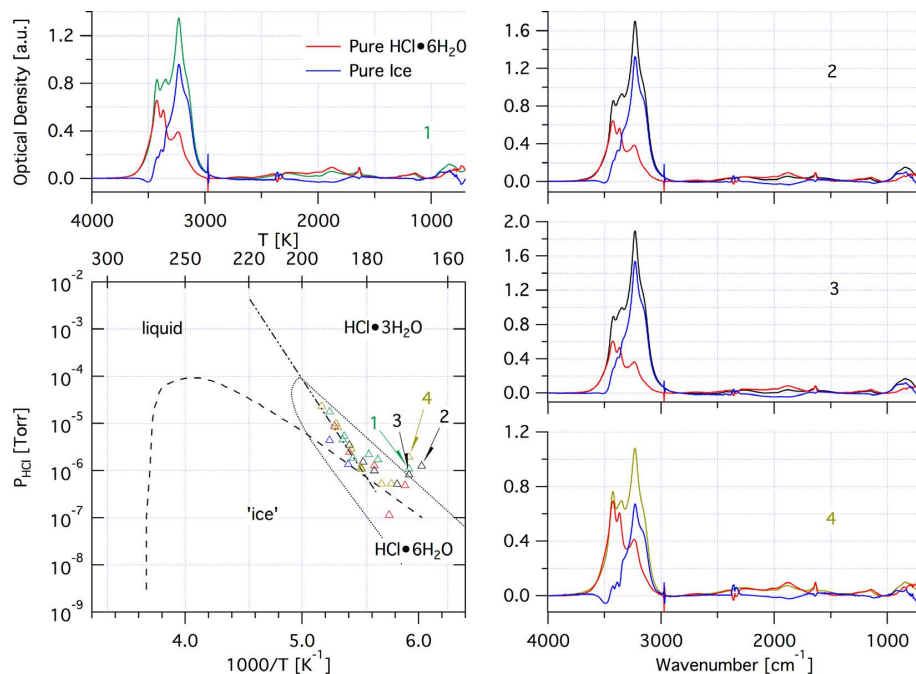 Optical Density [a.u.]
1.2
0.8
0.4
0.0
Pure HCl•6H₂O
Pure Ice
1
4000 3000 2000 1000
T [K]
300 260 240 220 200 180 170 160
P_HCl [Torr]
10⁻²
10⁻³
10⁻⁴
10⁻⁵
10⁻⁶
10⁻⁷
10⁻⁸
10⁻⁹
liquid
HCl•3H₂O
4
1 3 2
'ice'
HCl•6H₂O
4.0 5.0 6.0
1000/T [K⁻¹]
1.6
1.2
0.8
0.4
0.0
2
2.0
1.6
1.2
0.8
0.4
0.0
3
1.2
0.8
0.4
0.0
4
4000 3000 2000 1000
Wavenumber [cm⁻¹]